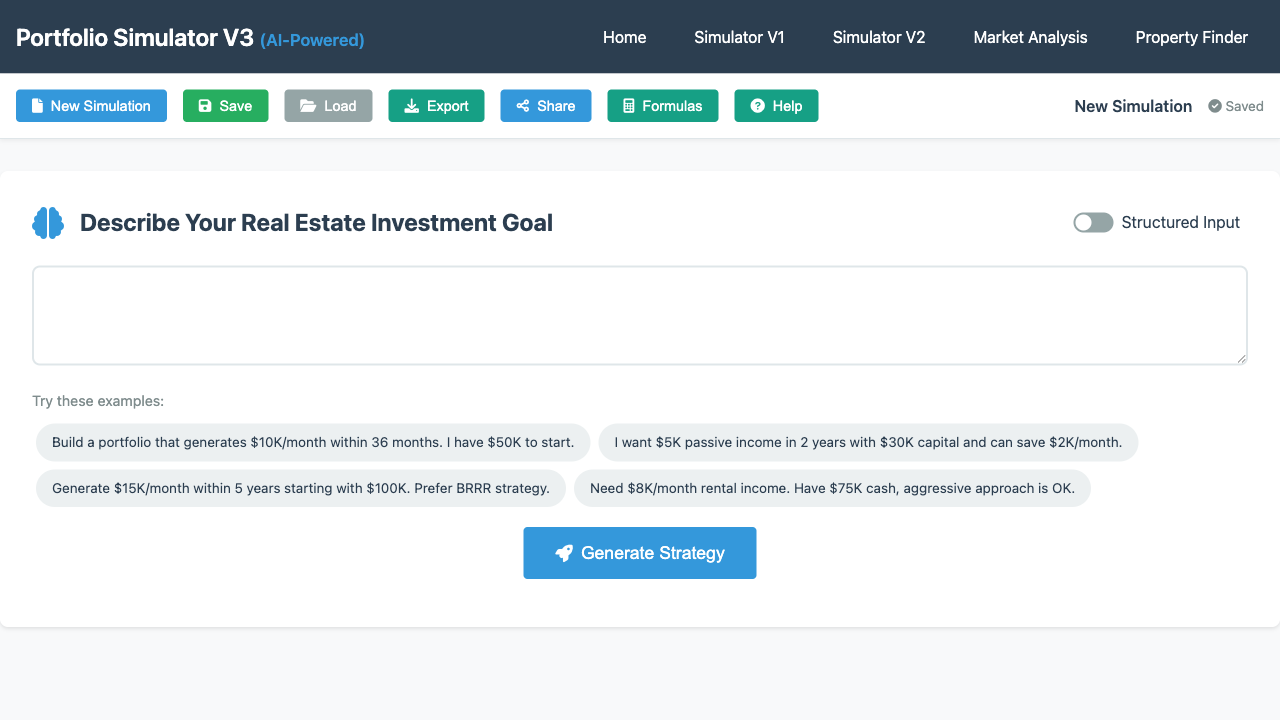 Portfolio Simulator V3 (AI-Powered) Home Simulator V1 Simulator V2 Market Analysis Property Finder
New Simulation Save Load Export Share Formulas Help New Simulation Saved
Describe Your Real Estate Investment Goal Structured Input
Try these examples:
Build a portfolio that generates $10K/month within 36 months. I have $50K to start. I want $5K passive income in 2 years with $30K capital and can save $2K/month.
Generate $15K/month within 5 years starting with $100K. Prefer BRRR strategy. Need $8K/month rental income. Have $75K cash, aggressive approach is OK.
Generate Strategy